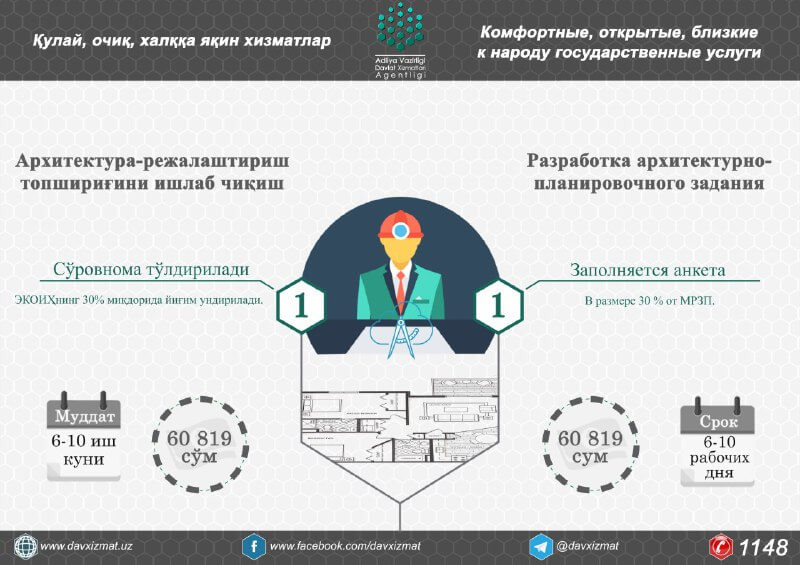 Қулай, очиқ, халққа яқин хизматлар
Adliya Vazirligi
Davlat Xizmatlari
Agentligi
Комфортные, открытые, близкие
к народу государственные услуги
Архитектура-режалаштириш
топшириғини ишлаб чиқиш
Разработка архитектурно-
планировочного задания
Сўровнома тўлдирилади
ЭКОИҲнинг 30% миқдорида йиғим ундирилади.
1
1
Заполняется анкета
В размере 30 % от МРЗП.
Муддат
6-10 иш
куни
60 819
сўм
60 819
сум
Срок
6-10
рабочих
дня
www.davxizmat.uz
www.facebook.com/davxizmat
@davxizmat
1148